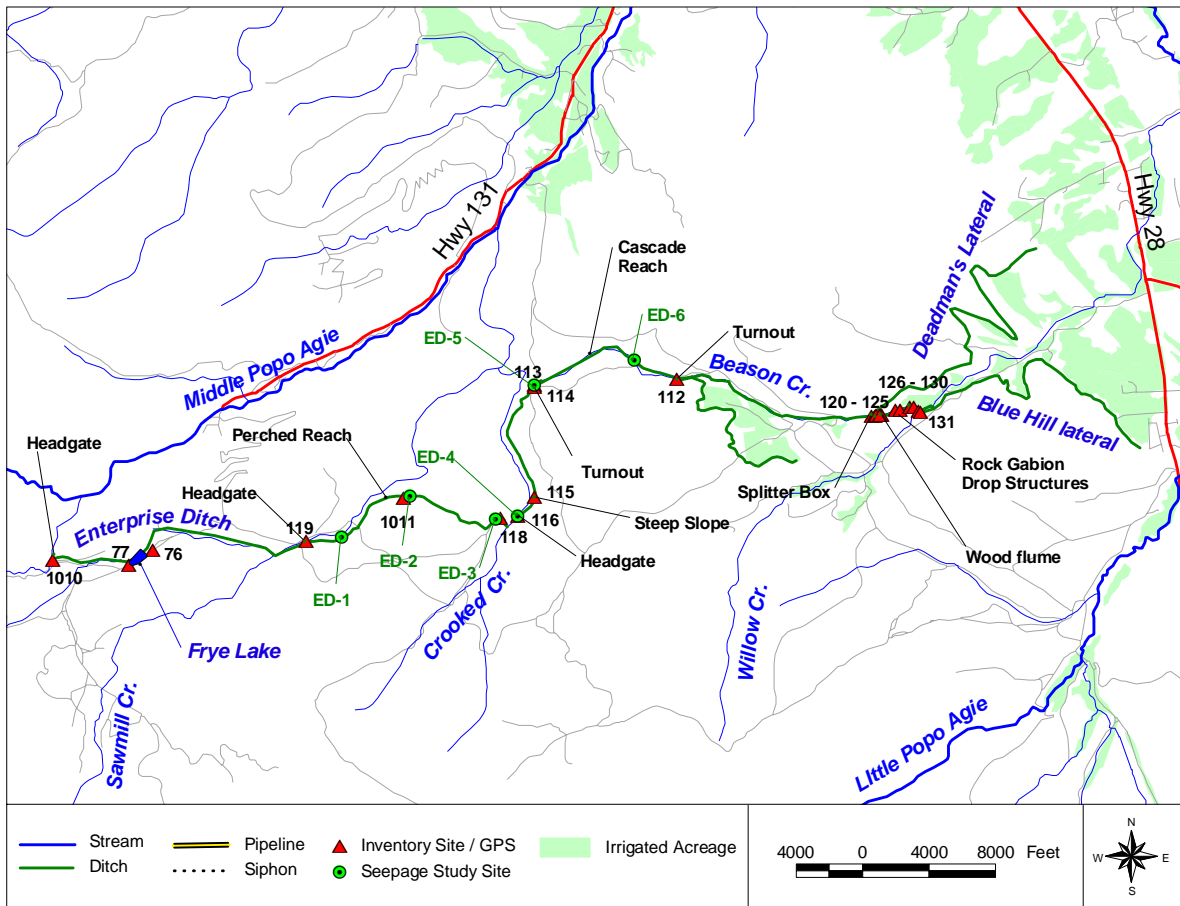 Hwy 131
Hwy 28
Cascade
Reach
Deadman's Lateral
ED-6
Turnout
ED-5
113
114
Middle Popo Agie
Beason Cr.
112
126 - 130
120 - 125
131
Blue Hill lateral
Headgate
Perched Reach
ED-4
Turnout
Rock Gabion
Drop Structures
Splitter Box
Headgate
115
Steep Slope
Enterprise Ditch
119
1011
116
118
Headgate
Wood flume
77
76
1010
ED-2
ED-3
ED-1
Crooked Cr.
Willow Cr.
Frye Lake
Sawmill Cr.
LIttle Popo Agie
Stream
Ditch
Pipeline
Siphon
Inventory Site / GPS
Seepage Study Site
Irrigated Acreage
4000 0 4000 8000 Feet
N
W E
S